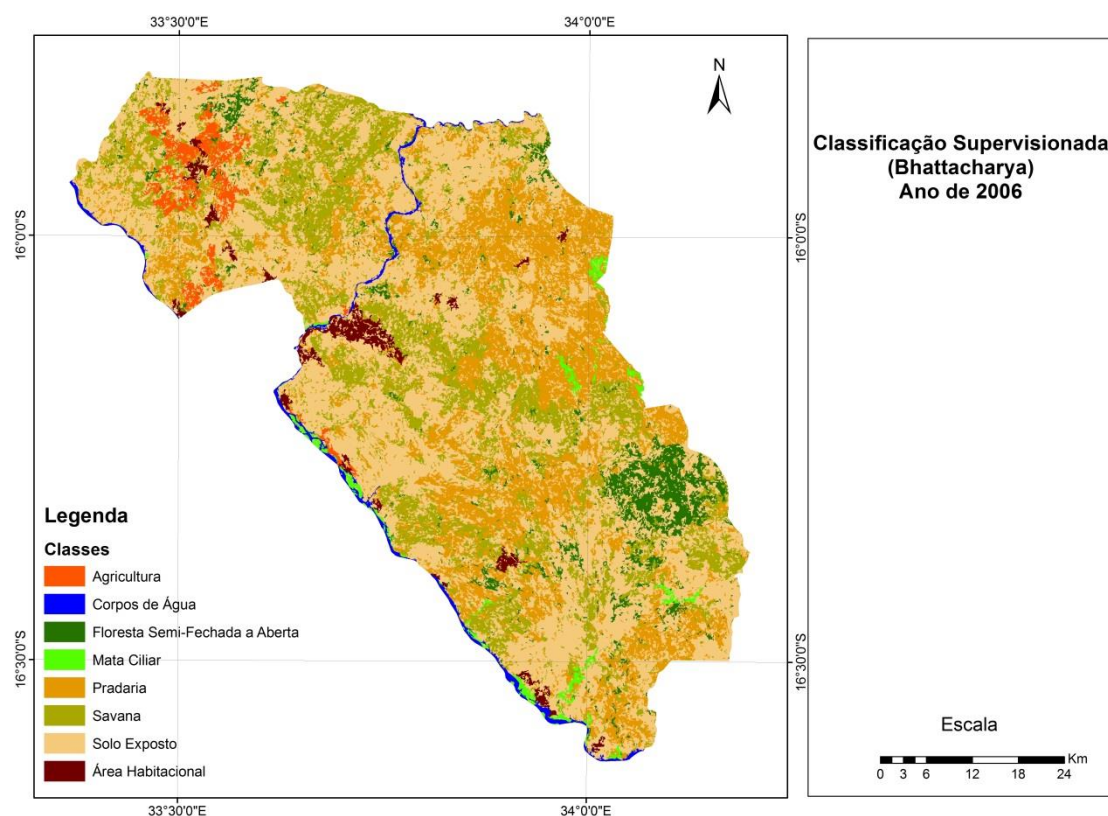 33°30'0"E
34°0'0"E
N
Classificação Supervisionada
(Bhattacharya)
Ano de 2006
16°0'0"S
16°0'0"S
Legenda
Classes
Agricultura
Corpos de Água
Floresta Semi-Fechada a Aberta
Mata Ciliar
Pradaria
Savana
Solo Exposto
Área Habitacional
16°30'0"S
16°30'0"S
Escala
Km
0 3 6 12 18 24
33°30'0"E
34°0'0"E